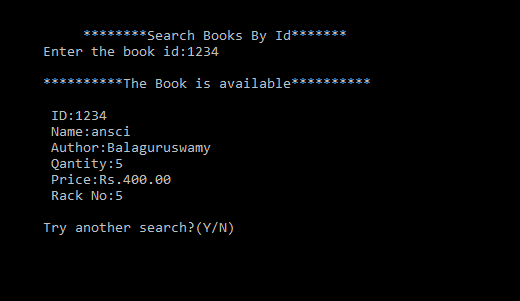 ********Search Books By Id*******
Enter the book id:1234
**********The Book is available**********
ID:1234
Name:ansci
Author:Balaguruswamy
Qantity:5
Price:Rs.400.00
Rack No:5
Try another search?(Y/N)